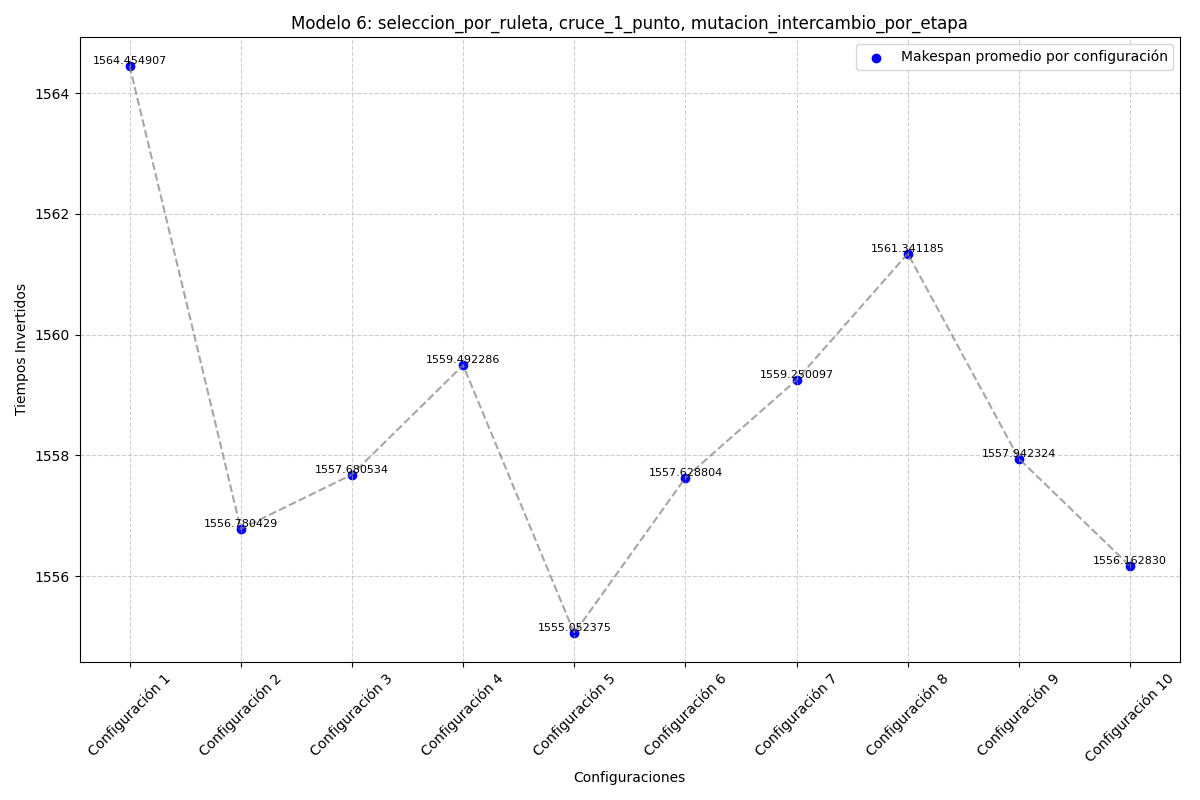 Modelo 6: seleccion_por_ruleta, cruce_1_punto, mutacion_intercambio_por_etapa
Makespan promedio por configuración
1564.454907
1556.780429
1557.680534
1559.492286
1555.052375
1557.628804
1559.250097
1561.341185
1557.942324
1556.162830
Tiempos Invertidos
1564
1562
1560
1558
1556
Configuración 1
Configuración 2
Configuración 3
Configuración 4
Configuración 5
Configuración 6
Configuración 7
Configuración 8
Configuración 9
Configuración 10
Configuraciones